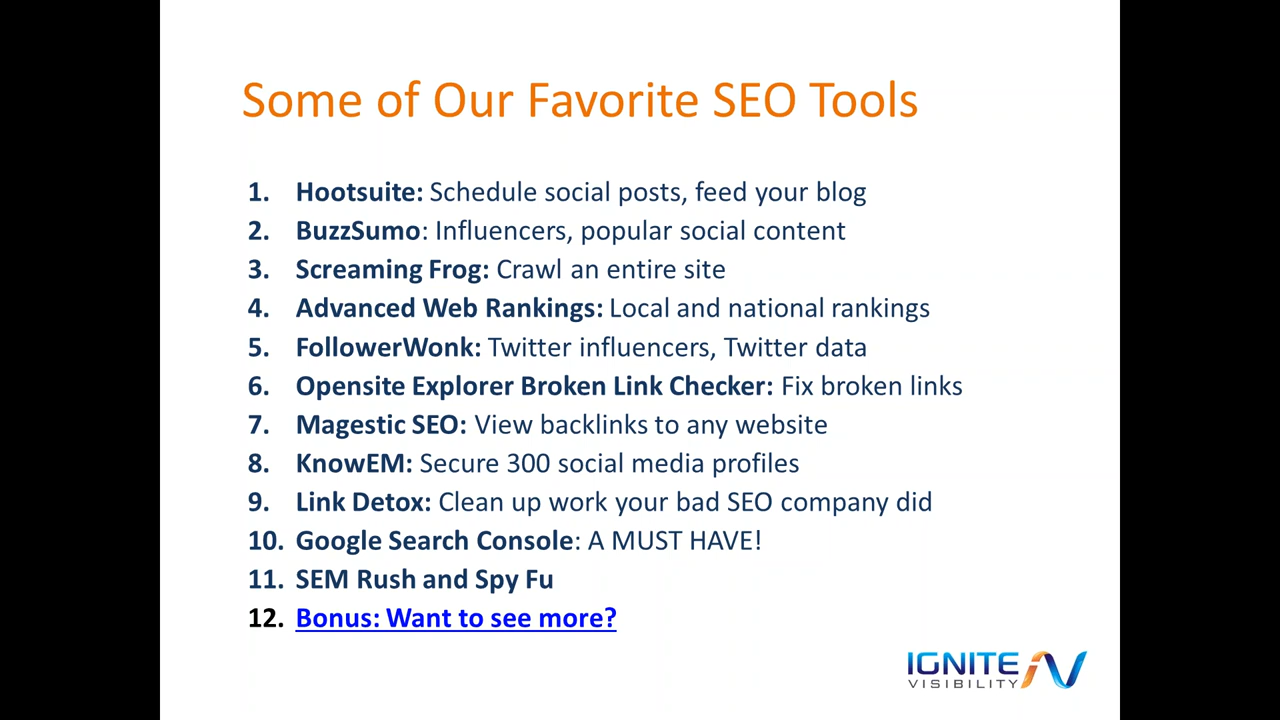 Some of Our Favorite SEO Tools
1. Hootsuite: Schedule social posts, feed your blog
2. BuzzSumo: Influencers, popular social content
3. Screaming Frog: Crawl an entire site
4. Advanced Web Rankings: Local and national rankings
5. FollowerWonk: Twitter influencers, Twitter data
6. Opensite Explorer Broken Link Checker: Fix broken links
7. Magestic SEO: View backlinks to any website
8. KnowEM: Secure 300 social media profiles
9. Link Detox: Clean up work your bad SEO company did
10. Google Search Console: A MUST HAVE!
11. SEM Rush and Spy Fu
12. Bonus: Want to see more?
IGNITE
VISIBILITY